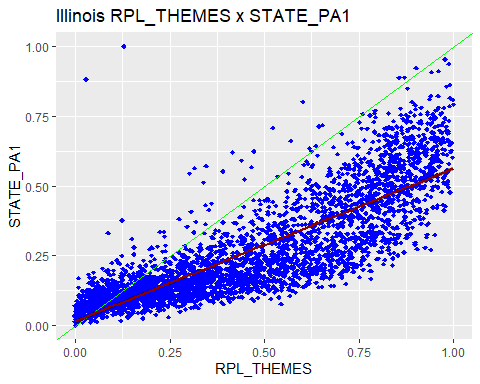 Illinois RPL_THEMES x STATE_PA1
1.00
0.75
0.50
0.25
0.00
STATE_PA1
0.00 0.25 0.50 0.75 1.00
RPL_THEMES